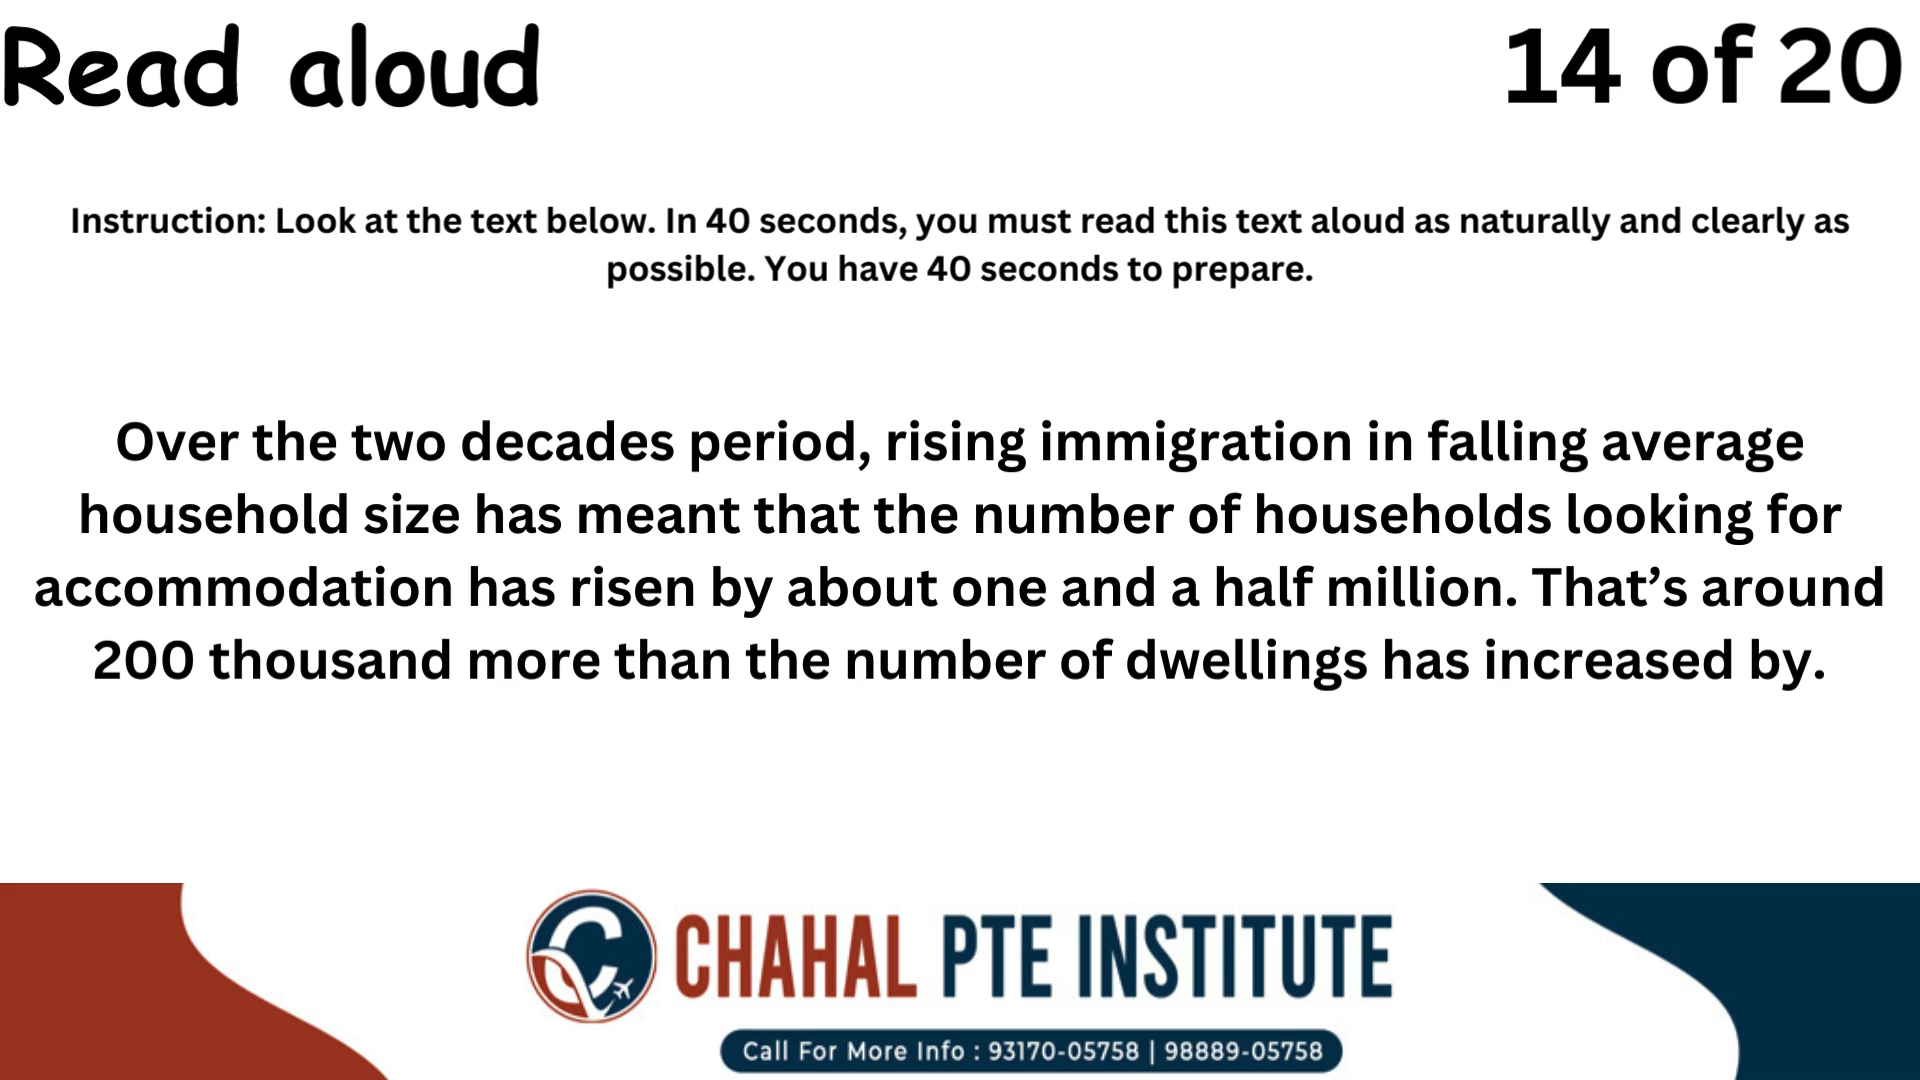 Read aloud
14 of 20
Instruction: Look at the text below. In 40 seconds, you must read this text aloud as naturally and clearly as
possible. You have 40 seconds to prepare.
Over the two decades period, rising immigration in falling average
household size has meant that the number of households looking for
accommodation has risen by about one and a half million. That’s around
200 thousand more than the number of dwellings has increased by.
CHAHAL PTE INSTITUTE
Call For More Info : 93170-05758 | 98889-05758